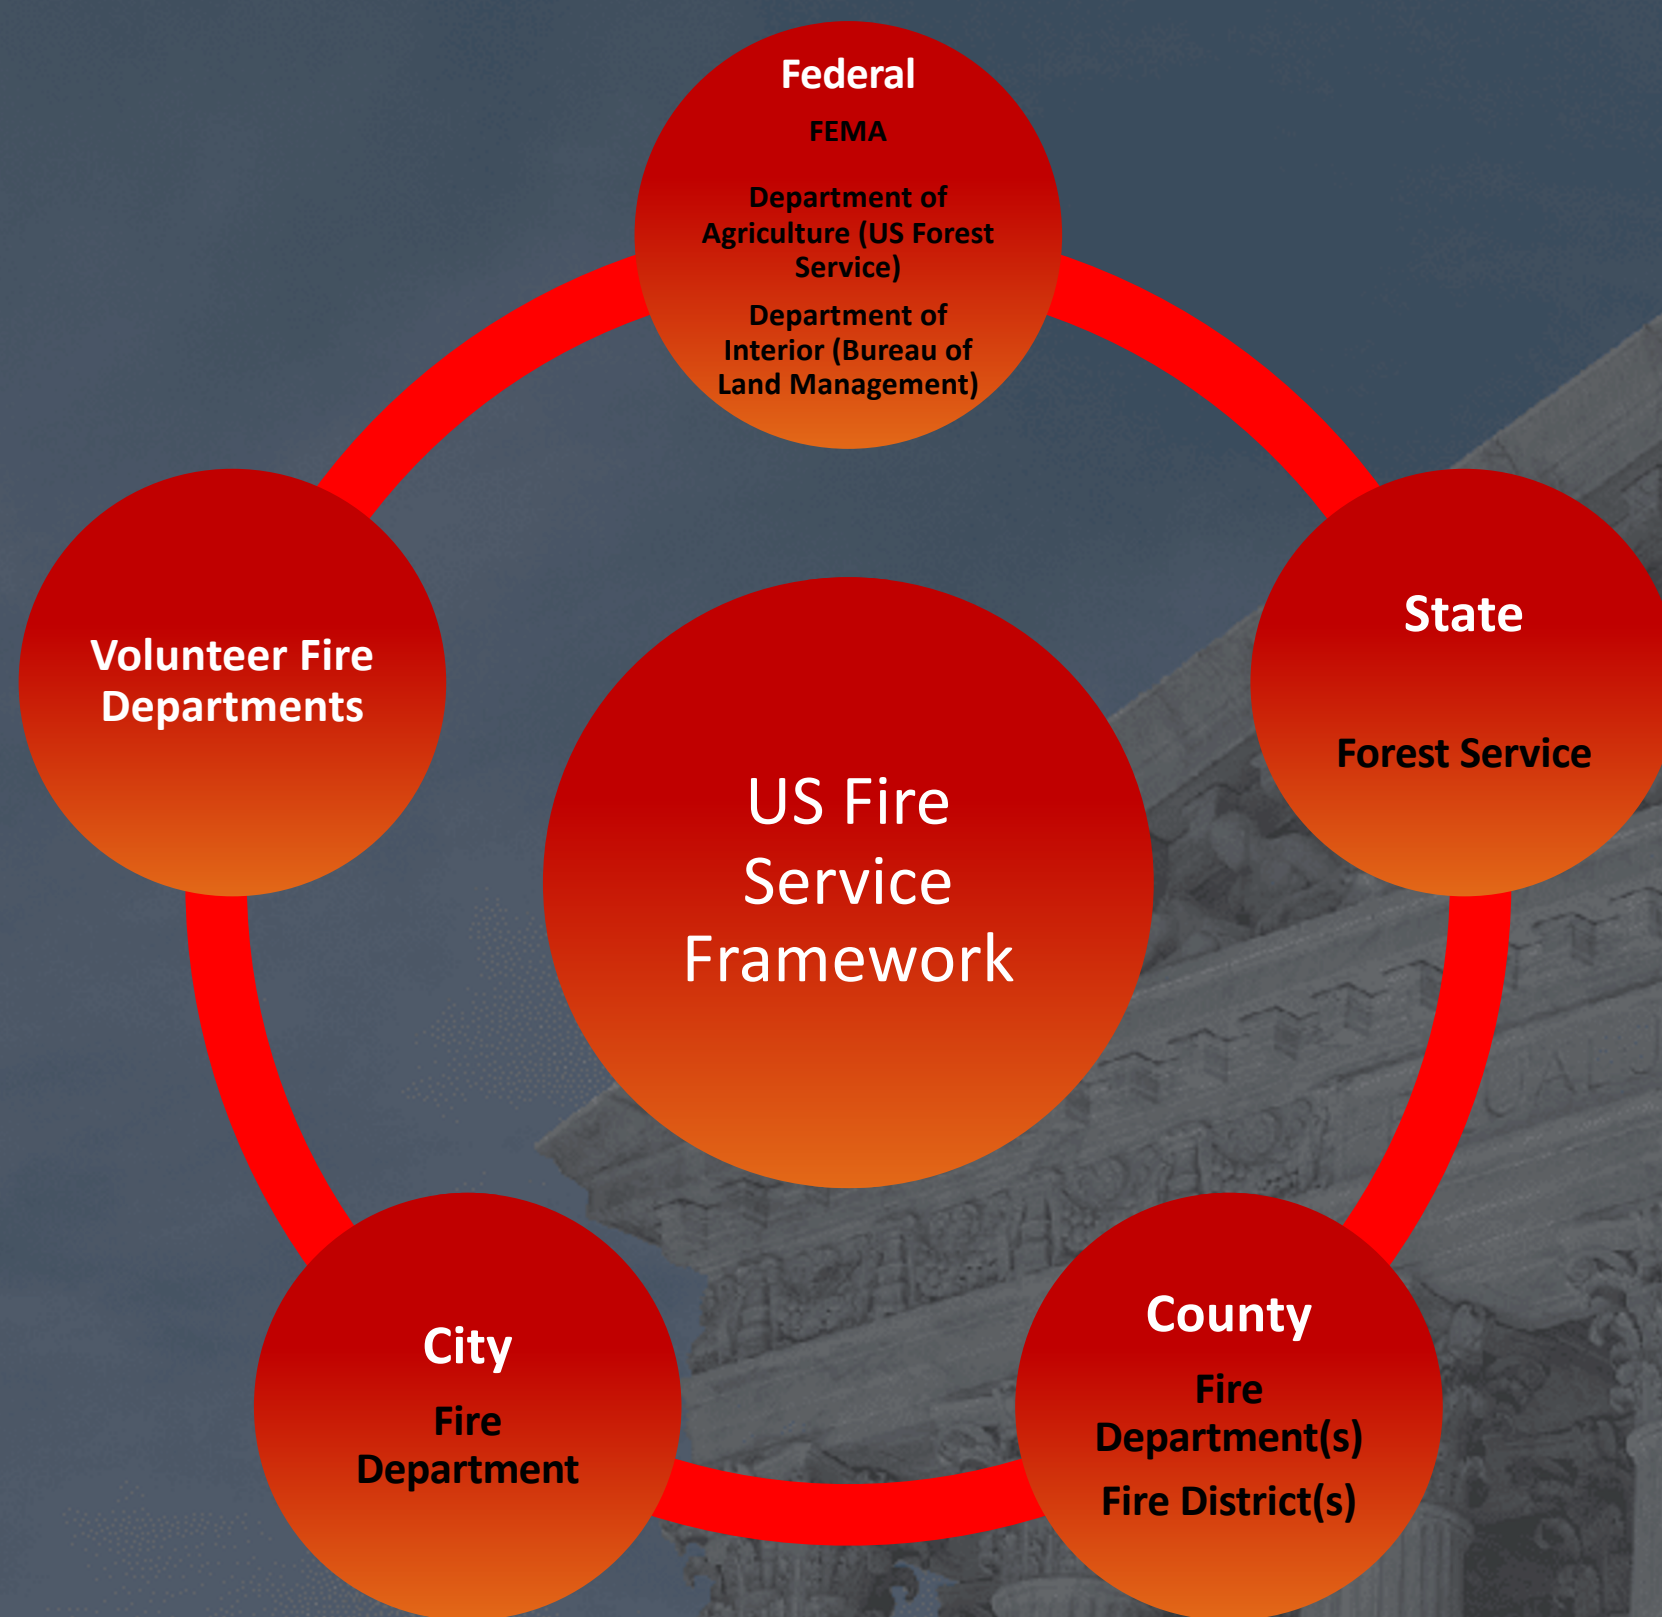 Federal
FEMA
Department of
Agriculture (US Forest
Service)
Department of
Interior (Bureau of
Land Management)
State
Forest Service
County
Fire
Department(s)
Fire District(s)
City
Fire
Department
Volunteer Fire
Departments
US Fire
Service
Framework